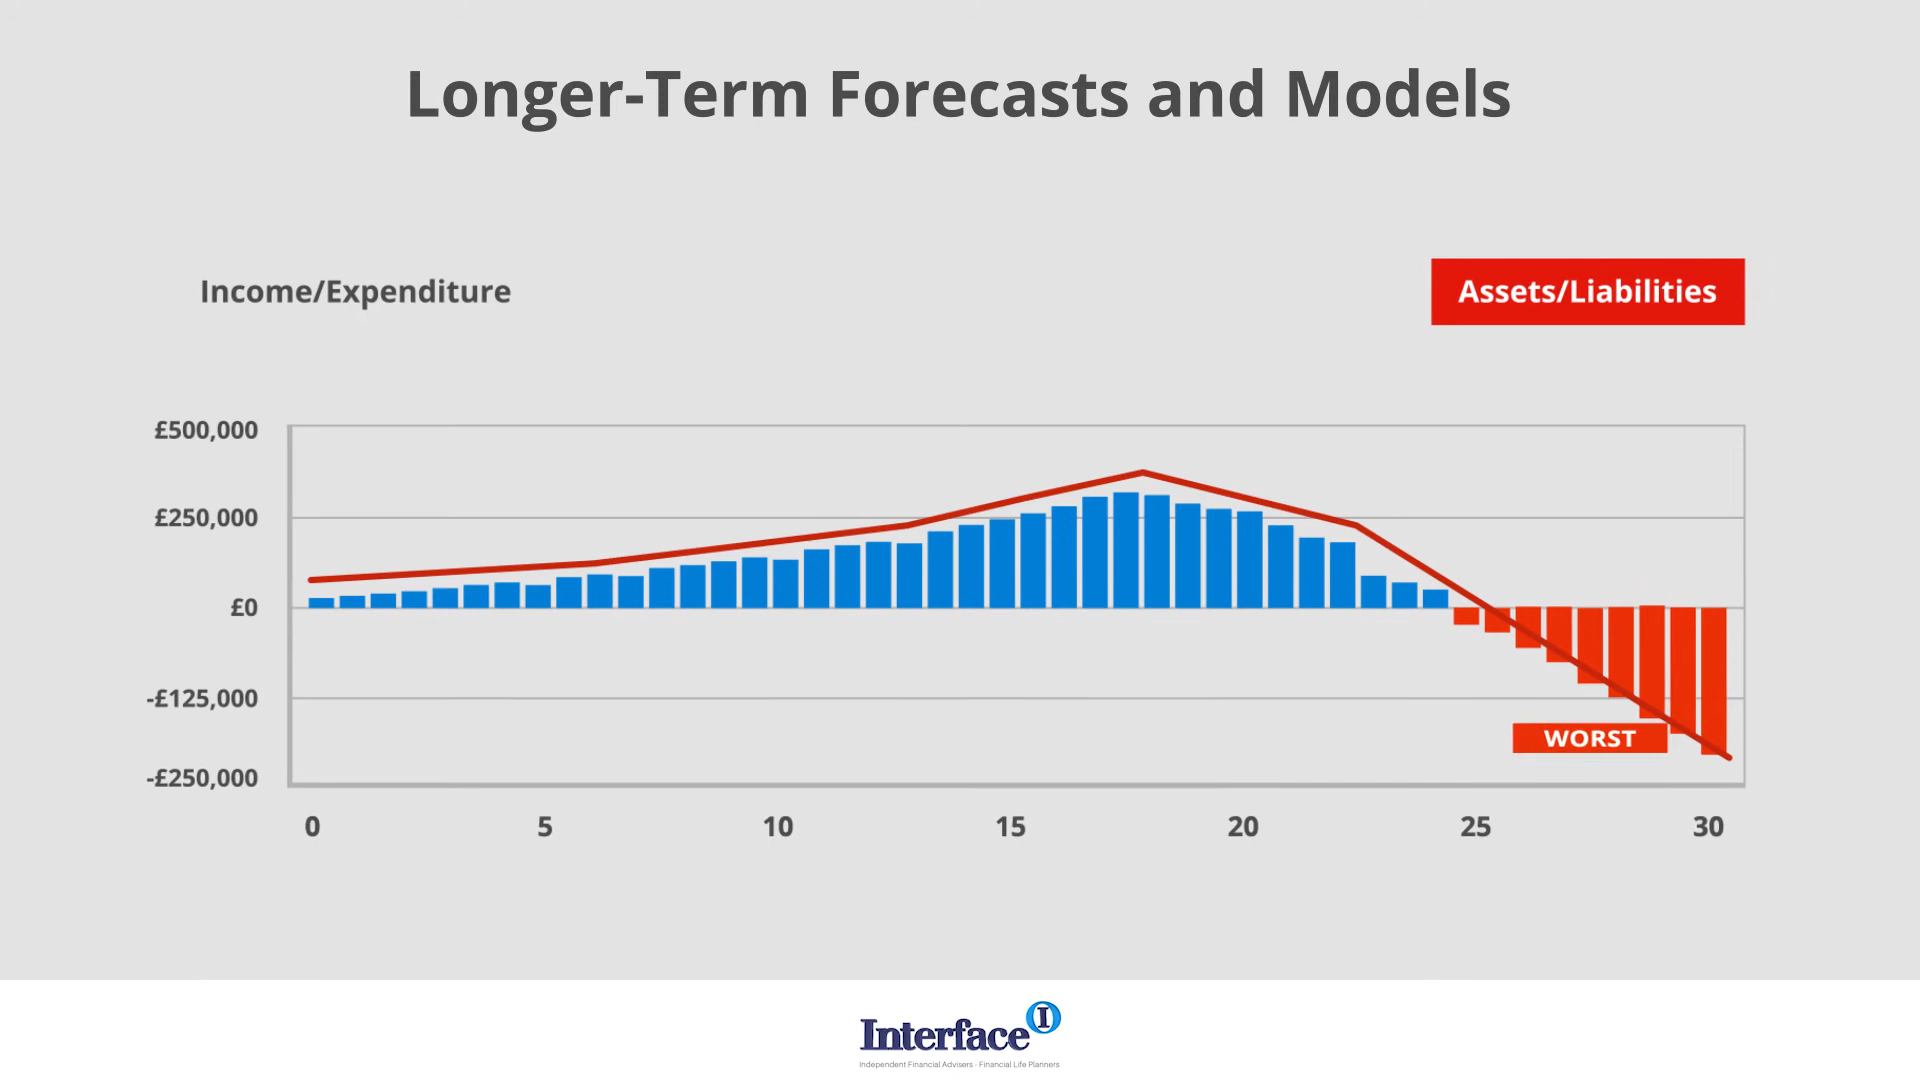 Longer-Term Forecasts and Models
Income/Expenditure
Assets/Liabilities
£500,000
£250,000
£0
-£125,000
-£250,000
WORST
0 5 10 15 20 25 30
Interface I
Independent Financial Advisers - Financial Life Planners